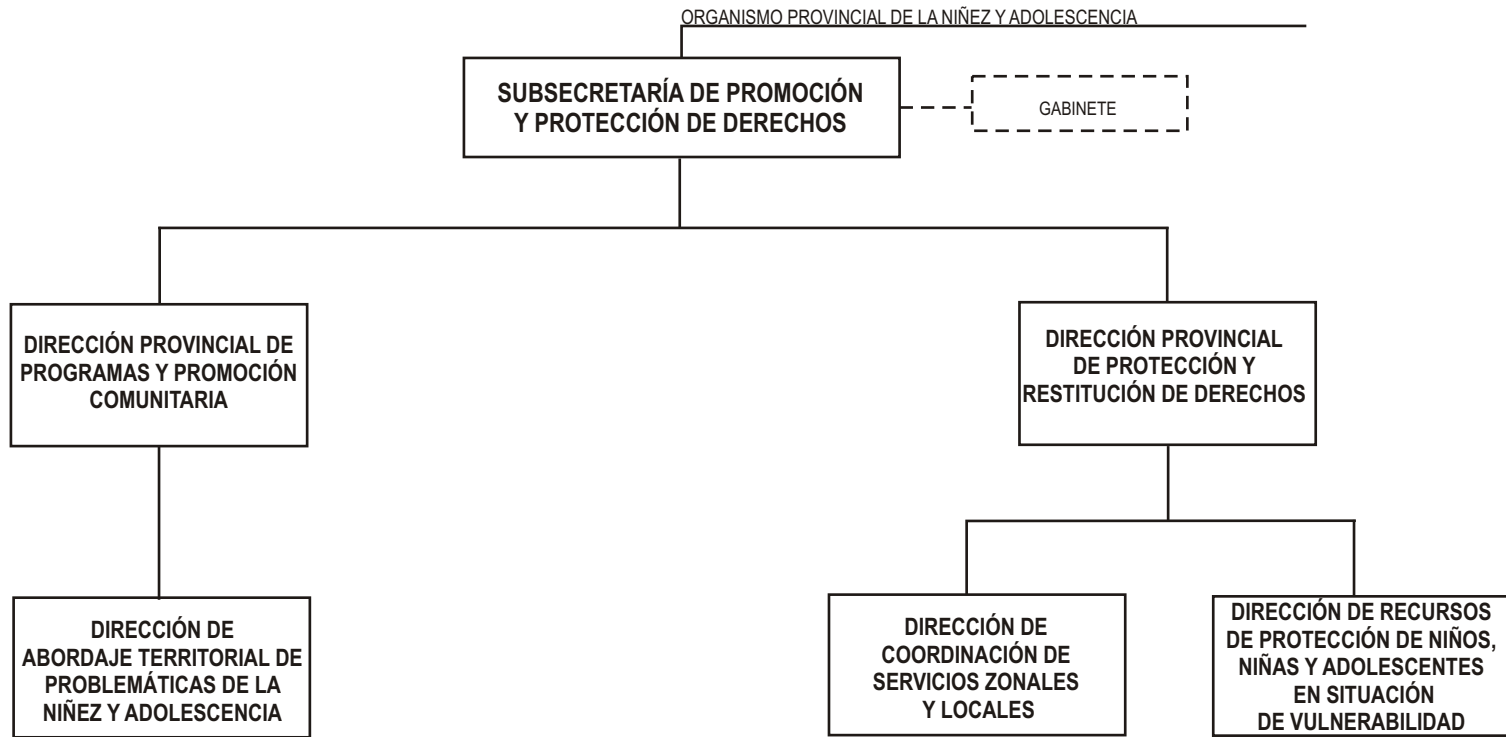 ORGANISMO PROVINCIAL DE LA NIÑEZ Y ADOLESCENCIA
SUBSECRETARÍA DE PROMOCIÓN
Y PROTECCIÓN DE DERECHOS
GABINETE
DIRECCIÓN PROVINCIAL DE
PROGRAMAS Y PROMOCIÓN
COMUNITARIA
DIRECCIÓN PROVINCIAL
DE PROTECCIÓN Y
RESTITUCIÓN DE DERECHOS
DIRECCIÓN DE
ABORDAJE TERRITORIAL DE
PROBLEMÁTICAS DE LA
NIÑEZ Y ADOLESCENCIA
DIRECCIÓN DE
COORDINACIÓN DE
SERVICIOS ZONALES
Y LOCALES
DIRECCIÓN DE RECURSOS
DE PROTECCIÓN DE NIÑOS,
NIÑAS Y ADOLESCENTES
EN SITUACIÓN
DE VULNERABILIDAD